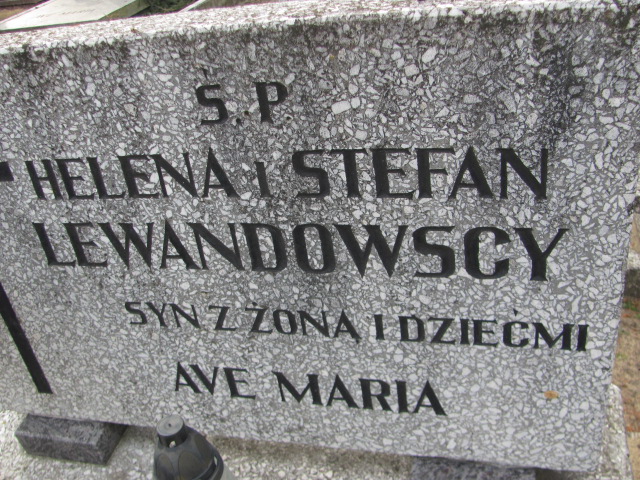 Ś.P.
HELENA i STEFAN
LEWANDOWSCY
SYN Z ŻONĄ I DZIEĆMI
AVE MARIA